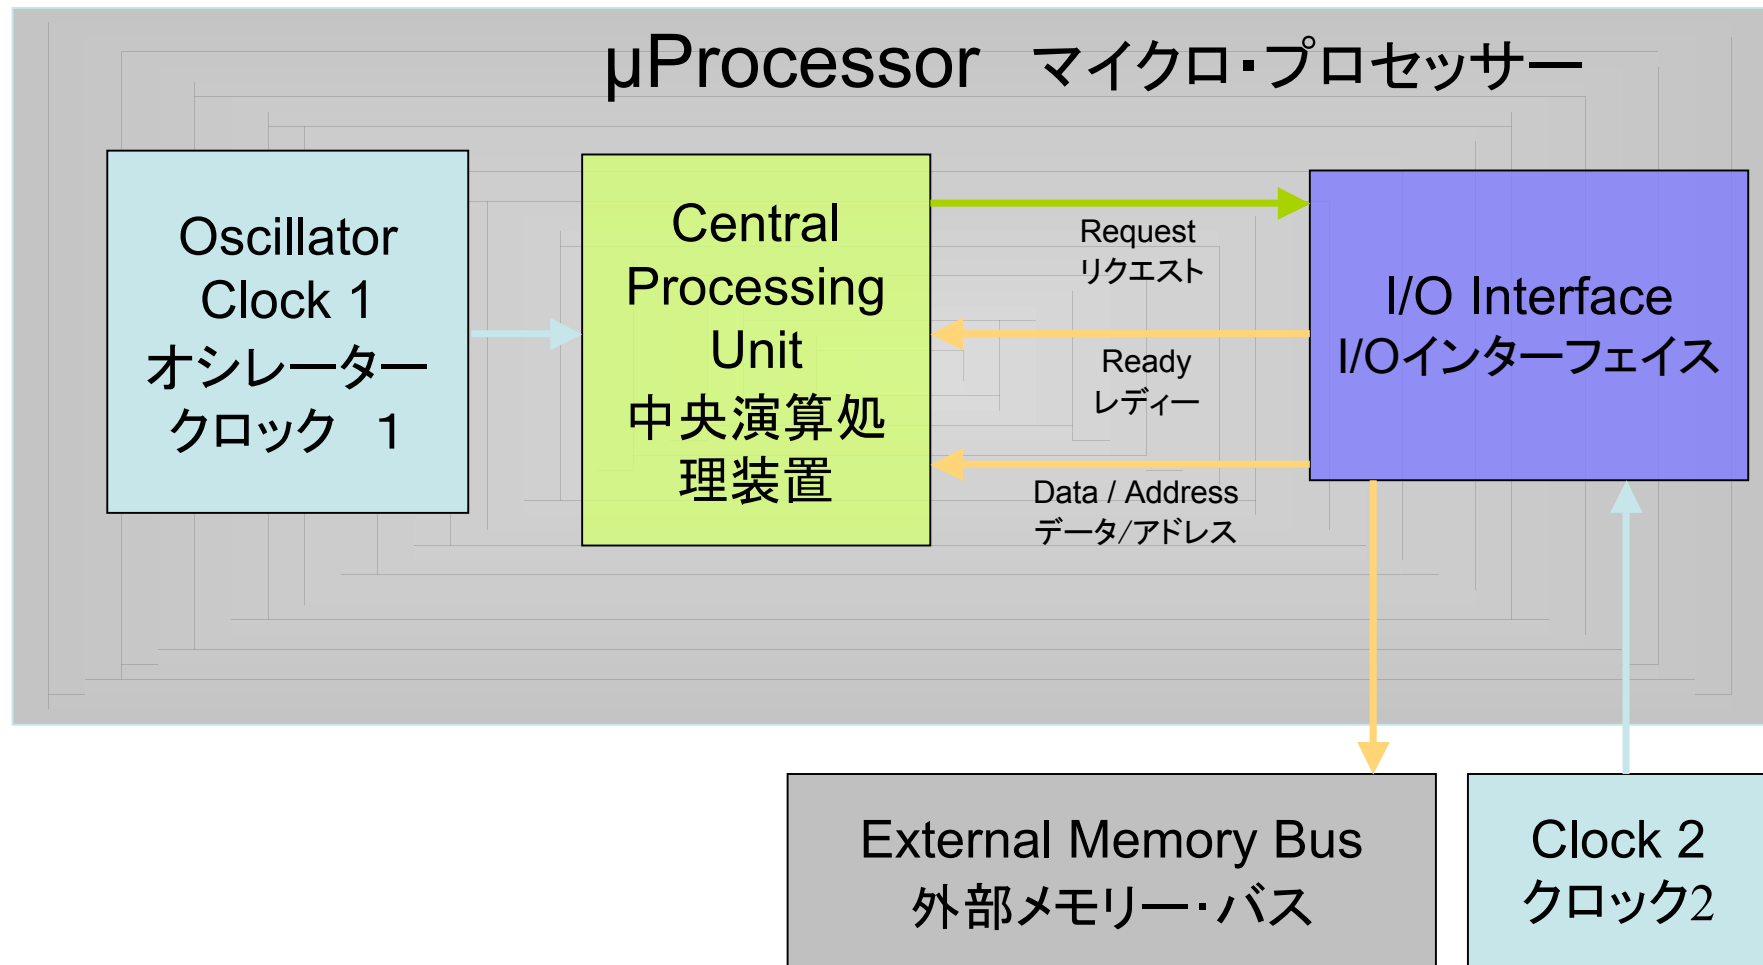 µProcessor マイクロ・プロセッサー
Oscillator
Clock 1
オシレーター
クロック 1
Central
Processing
Unit
中央演算処
理装置
Request
リクエスト
Ready
レディー
Data / Address
データ/アドレス
I/O Interface
I/Oインターフェイス
External Memory Bus
外部メモリー・バス
Clock 2
クロック2